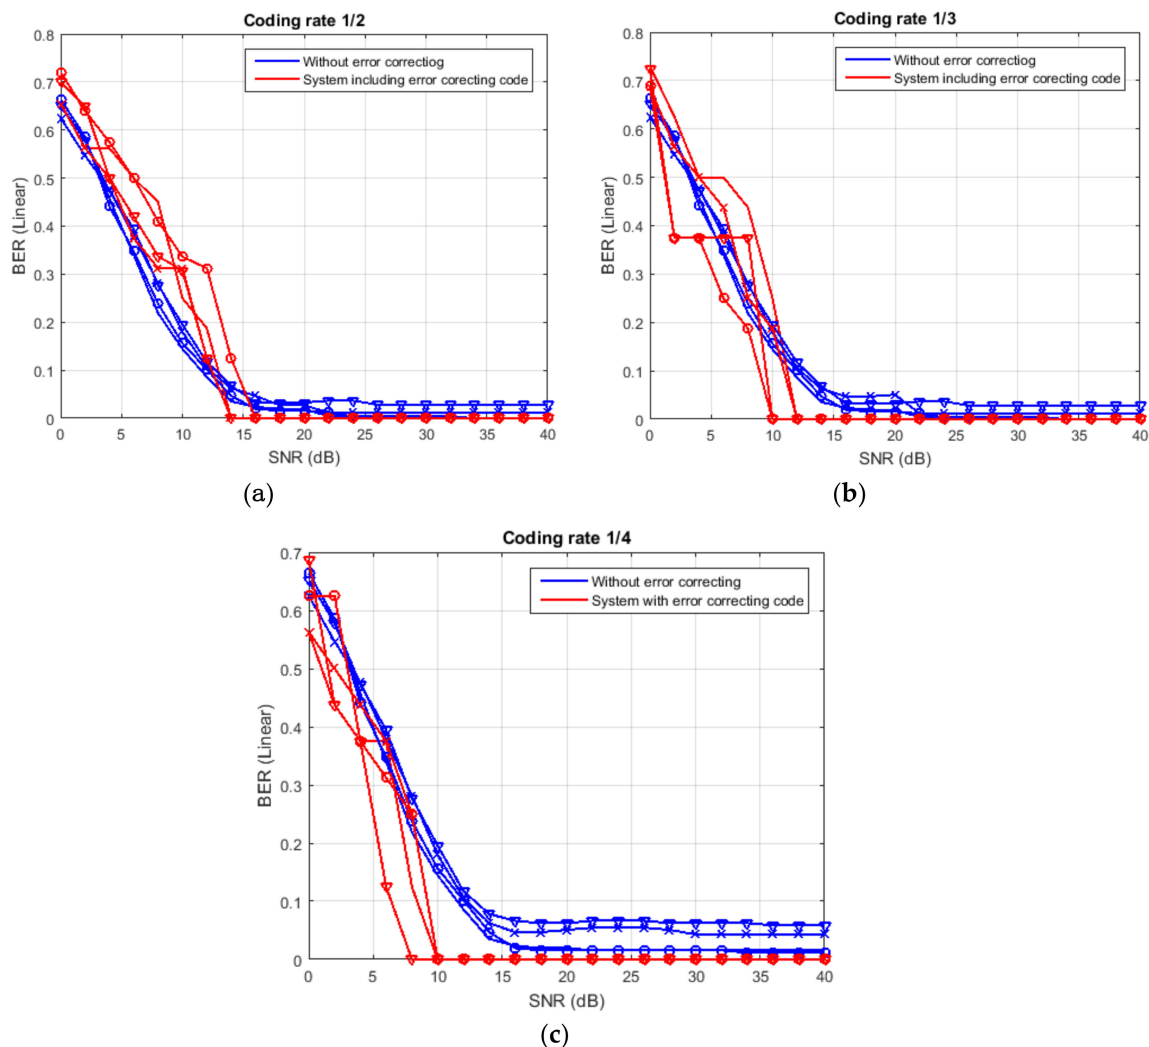 Coding rate 1/2
0.8
0.7
0.6
0.5
0.4
0.3
0.2
0.1
0
BER (Linear)
Without error correctiog
System including error corecting code
0 5 10 15 20 25 30 35 40
SNR (dB)
(a)
Coding rate 1/3
0.8
0.7
0.6
0.5
0.4
0.3
0.2
0.1
0
BER (Linear)
Without error correctiog
System including error corecting code
0 5 10 15 20 25 30 35 40
SNR (dB)
(b)
Coding rate 1/4
0.7
0.6
0.5
0.4
0.3
0.2
0.1
0
BER (Linear)
Without error correcting
System with error correcting code
0 5 10 15 20 25 30 35 40
SNR (dB)
(c)